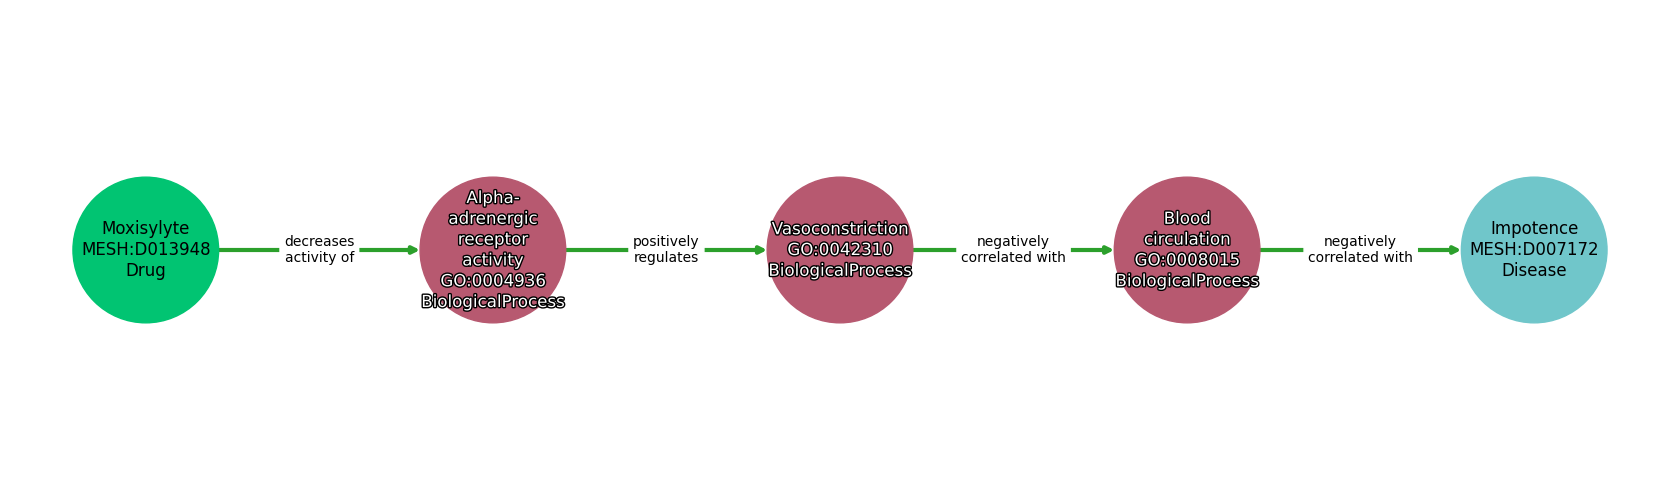 Moxisylyte
MESH:D013948
Drug
decreases
activity of
Alpha-
adrenergic
receptor
activity
GO:0004936
BiologicalProcess
positively
regulates
Vasoconstriction
GO:0042310
BiologicalProcess
negatively
correlated with
Blood
circulation
GO:0008015
BiologicalProcess
negatively
correlated with
Impotence
MESH:D007172
Disease